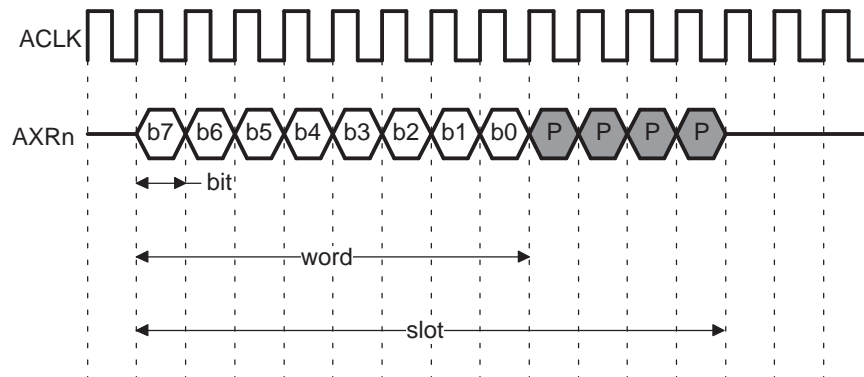 ACLK
AXRn b7 b6 b5 b4 b3 b2 b1 b0 P P P P
bit
word
slot